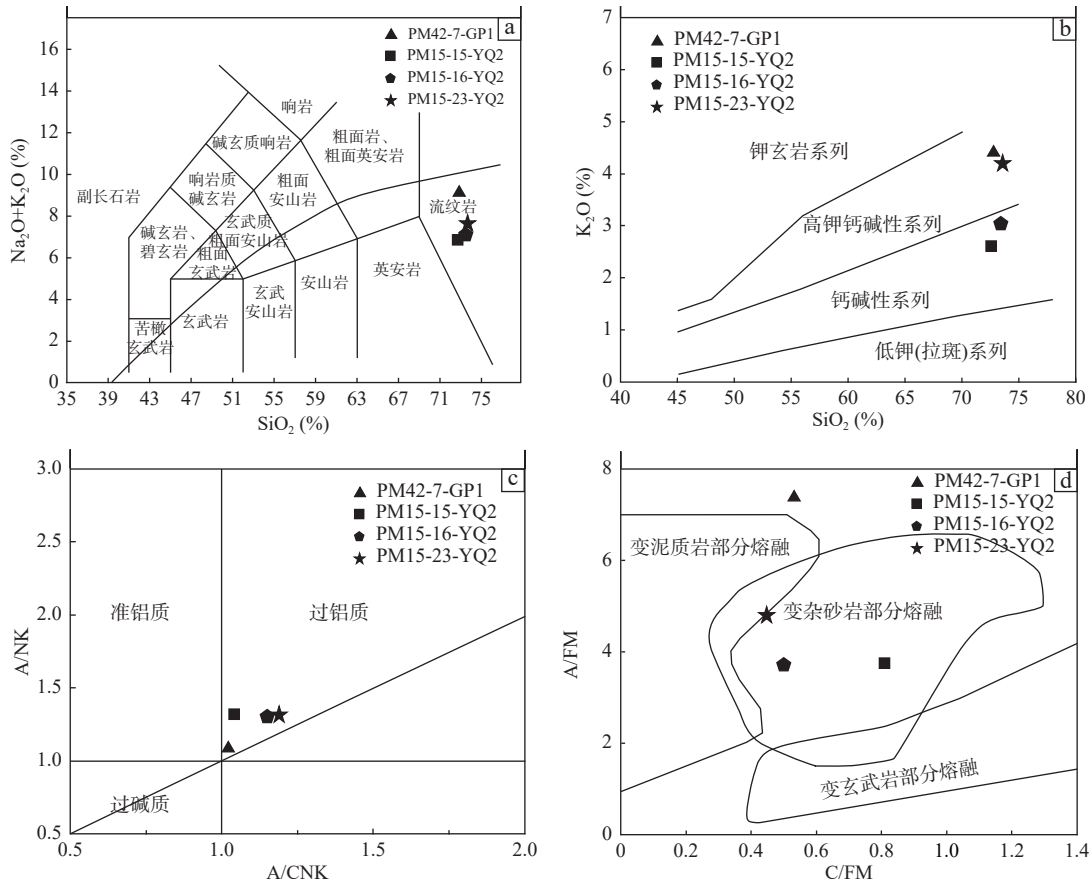 a
▲ PM42-7-GP1
■ PM15-15-YQ2
⬟ PM15-16-YQ2
★ PM15-23-YQ2
16
14
12
10
8
6
4
2
0
Na₂O+K₂O (%)
响岩
碱玄质响岩
粗面岩、
粗面英安岩
副长石岩
响岩质
碱玄岩
粗面
安山岩
流纹岩
碱玄岩、
碧玄岩
玄武质
粗面安山岩
粗面
玄武岩
英安岩
安山岩
玄武
安山岩
玄武岩
苦橄
玄武岩
35 43 49 51 59 63 69 75
SiO₂ (%)
b
▲ PM42-7-GP1
■ PM15-15-YQ2
⬟ PM15-16-YQ2
★ PM15-23-YQ2
7
6
5
4
3
2
1
0
K₂O (%)
钾玄岩系列
高钾钙碱性系列
钙碱性系列
低钾(拉斑)系列
40 45 50 55 60 65 70 75 80
SiO₂ (%)
c
▲ PM42-7-GP1
■ PM15-15-YQ2
⬟ PM15-16-YQ2
★ PM15-23-YQ2
3.0
2.5
2.0
1.5
1.0
0.5
A/NK
准铝质
过铝质
过碱质
0.5 1.0 1.5 2.0
A/CNK
d
▲ PM42-7-GP1
■ PM15-15-YQ2
⬟ PM15-16-YQ2
★ PM15-23-YQ2
8
6
4
2
0
A/FM
变泥质岩部分熔融
变杂砂岩部分熔融
变玄武岩部分熔融
0 0.2 0.4 0.6 0.8 1.0 1.2 1.4
C/FM